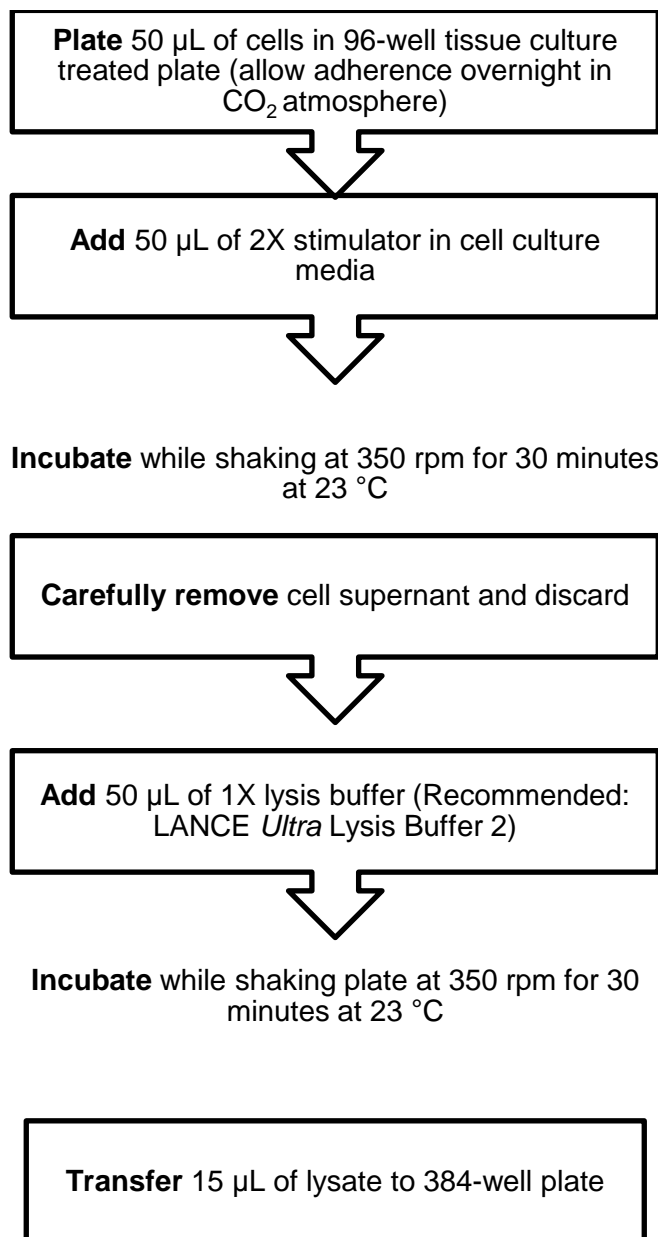 Plate 50 µL of cells in 96-well tissue culture
treated plate (allow adherence overnight in
CO₂ atmosphere)
Add 50 µL of 2X stimulator in cell culture
media
Incubate while shaking at 350 rpm for 30 minutes
at 23 °C
Carefully remove cell supernant and discard
Add 50 µL of 1X lysis buffer (Recommended:
LANCE Ultra Lysis Buffer 2)
Incubate while shaking plate at 350 rpm for 30
minutes at 23 °C
Transfer 15 µL of lysate to 384-well plate